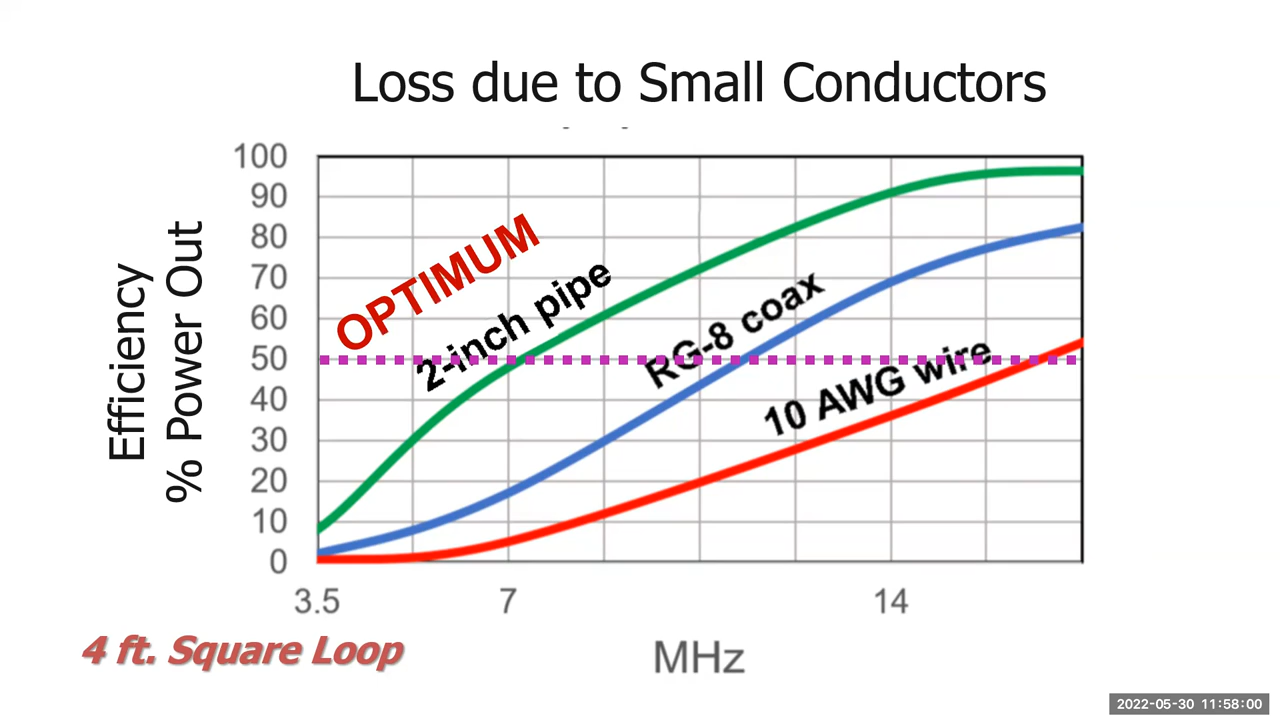 Loss due to Small Conductors
100
90
80
70
60
50
40
30
20
10
0
Efficiency
% Power Out
OPTIMUM
2-inch pipe
RG-8 coax
10 AWG wire
3.5 7 14
4 ft. Square Loop
MHz
2022-05-30 11:58:00